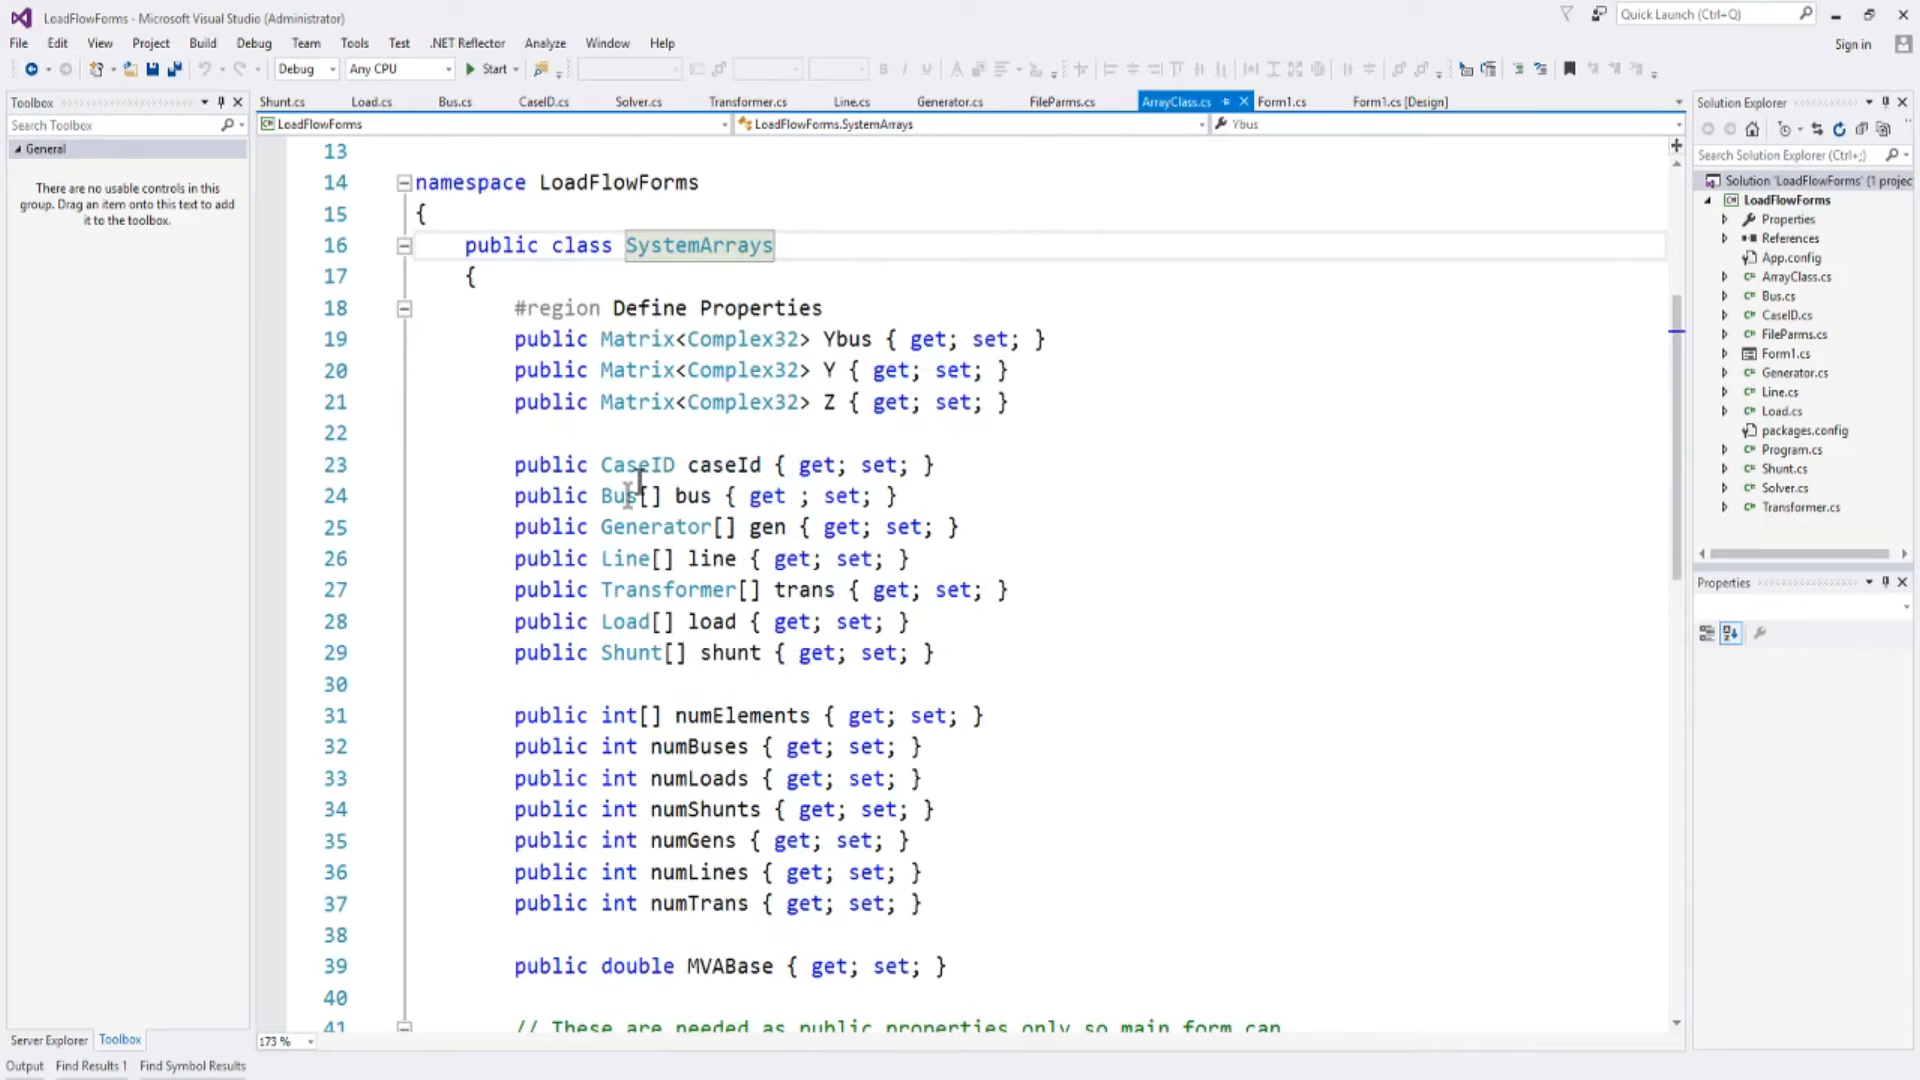 LoadFlowForms - Microsoft Visual Studio (Administrator)
Quick Launch (Ctrl+Q)
File Edit View Project Build Debug Team Tools Test .NET Reflector Analyze Window Help
Sign in
Debug Any CPU Start
Toolbox
Shunt.cs Load.cs Bus.cs CaseID.cs Solver.cs Transformer.cs Line.cs Generator.cs FileParms.cs ArrayClass.cs Form1.cs Form1.cs [Design]
Search Toolbox
LoadFlowForms LoadFlowForms.SystemArrays Ybus
General
There are no usable controls in this
group. Drag an item onto this text to add
it to the toolbox.
13
14 namespace LoadFlowForms
15 {
16 public class SystemArrays
17 {
18 #region Define Properties
19 public Matrix<Complex32> Ybus { get; set; }
20 public Matrix<Complex32> Y { get; set; }
21 public Matrix<Complex32> Z { get; set; }
22
23 public CaseID caseId { get; set; }
24 public Bus[] bus { get ; set; }
25 public Generator[] gen { get; set; }
26 public Line[] line { get; set; }
27 public Transformer[] trans { get; set; }
28 public Load[] load { get; set; }
29 public Shunt[] shunt { get; set; }
30
31 public int[] numElements { get; set; }
32 public int numBuses { get; set; }
33 public int numLoads { get; set; }
34 public int numShunts { get; set; }
35 public int numGens { get; set; }
36 public int numLines { get; set; }
37 public int numTrans { get; set; }
38
39 public double MVABase { get; set; }
40
41 // These are needed as public properties only so main form can
173 %
Server Explorer Toolbox
Output Find Results 1 Find Symbol Results
Solution Explorer
Search Solution Explorer (Ctrl+;)
Solution 'LoadFlowForms' (1 projec
LoadFlowForms
Properties
References
App.config
ArrayClass.cs
Bus.cs
CaseID.cs
FileParms.cs
Form1.cs
Generator.cs
Line.cs
Load.cs
packages.config
Program.cs
Shunt.cs
Solver.cs
Transformer.cs
Properties